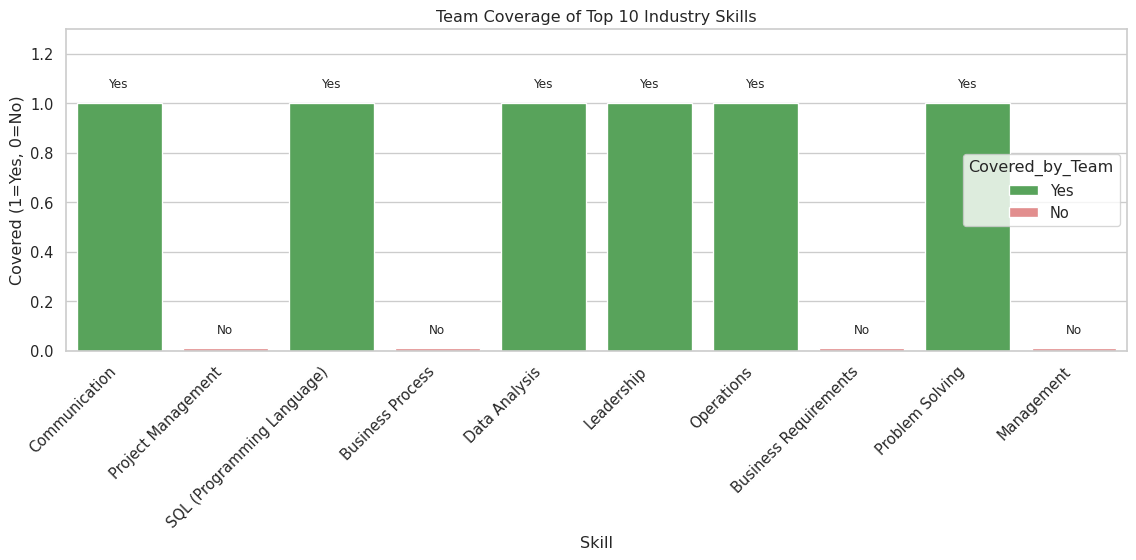 Team Coverage of Top 10 Industry Skills
Covered (1=Yes, 0=No)
1.2
1.0
0.8
0.6
0.4
0.2
0.0
Yes
No
Yes
No
Yes
Yes
Yes
No
Yes
No
Covered_by_Team
Yes
No
Communication
Project Management
SQL (Programming Language)
Business Process
Data Analysis
Leadership
Operations
Business Requirements
Problem Solving
Management
Skill